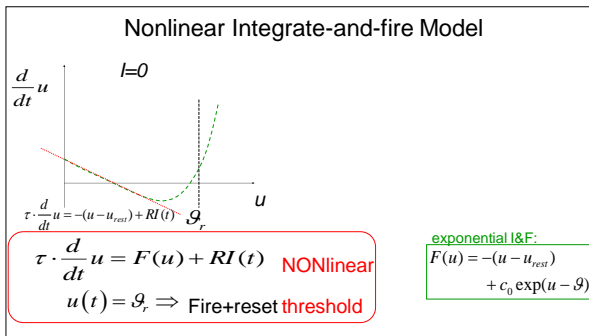 Nonlinear Integrate-and-fire Model
I=0
d/dt u
u
τ · d/dt u = −(u − u_rest) + RI(t)
ϑ_r
τ · d/dt u = F(u) + RI(t) NONlinear
u(t) = ϑ_r ⇒ Fire+reset threshold
exponential I&F:
F(u) = −(u − u_rest)
+ c_0 exp(u − ϑ)